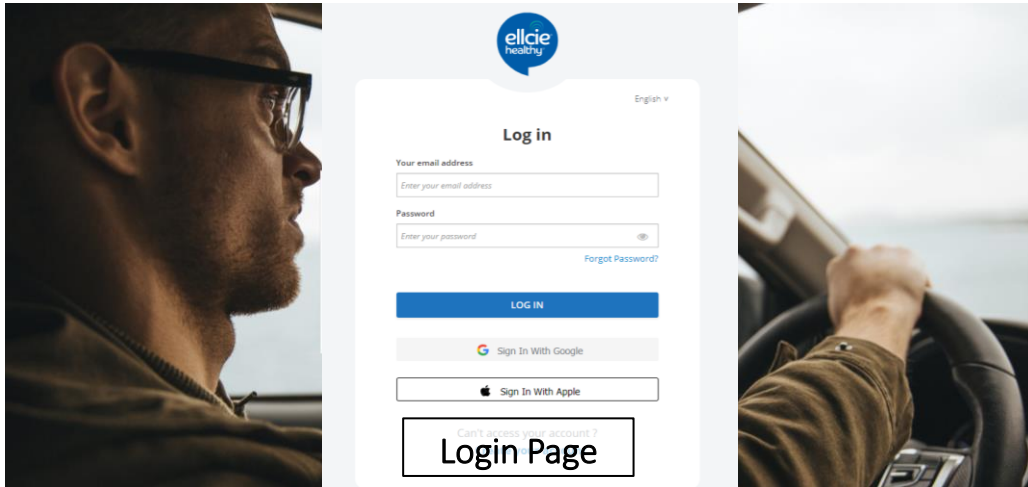 ellcie
healthy
English
Log in
Your email address
Enter your email address
Password
Enter your password
Forgot Password?
LOG IN
Sign In With Google
Sign In With Apple
Can't access your account ?
Login Page